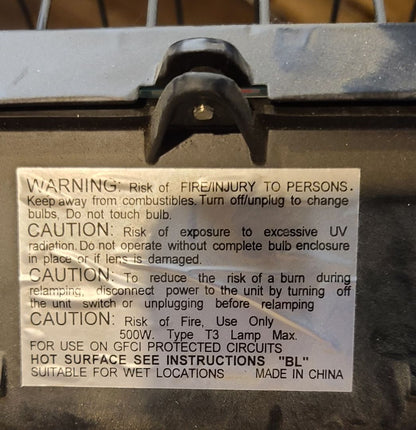 WARNING: Risk of FIRE/INJURY TO PERSONS.
Keep away from combustibles. Turn off/unplug to change
bulbs, Do not touch bulb.
CAUTION: Risk of exposure to excessive UV
radiation. Do not operate without complete bulb enclosure
in place or if lens is damaged.
CAUTION: To reduce the risk of a burn during
relamping, disconnect power to the unit by turning off
the unit switch or unplugging before relamping
CAUTION: Risk of Fire, Use Only
500W. Type T3 Lamp Max.
FOR USE ON GFCI PROTECTED CIRCUITS
HOT SURFACE SEE INSTRUCTIONS "BL"
SUITABLE FOR WET LOCATIONS MADE IN CHINA